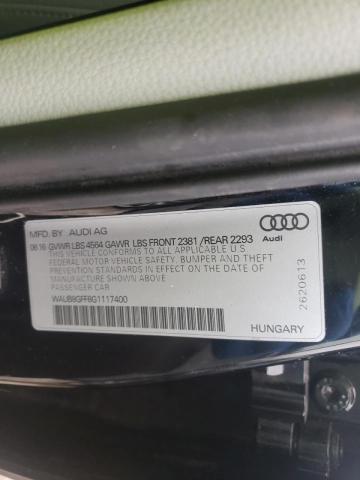 MFD. BY AUDI AG
06 16 GVWR LBS 4564 GAWR LBS FRONT 2381 /REAR 2293
THIS VEHICLE CONFORMS TO ALL APPLICABLE U.S.
FEDERAL MOTOR VEHICLE SAFETY, BUMPER AND THEFT
PREVENTION STANDARDS IN EFFECT ON THE DATE OF
MANUFACTURE SHOWN ABOVE
PASSENGER CAR
WAUB8GFF8G1117400
Audi
2620613
HUNGARY